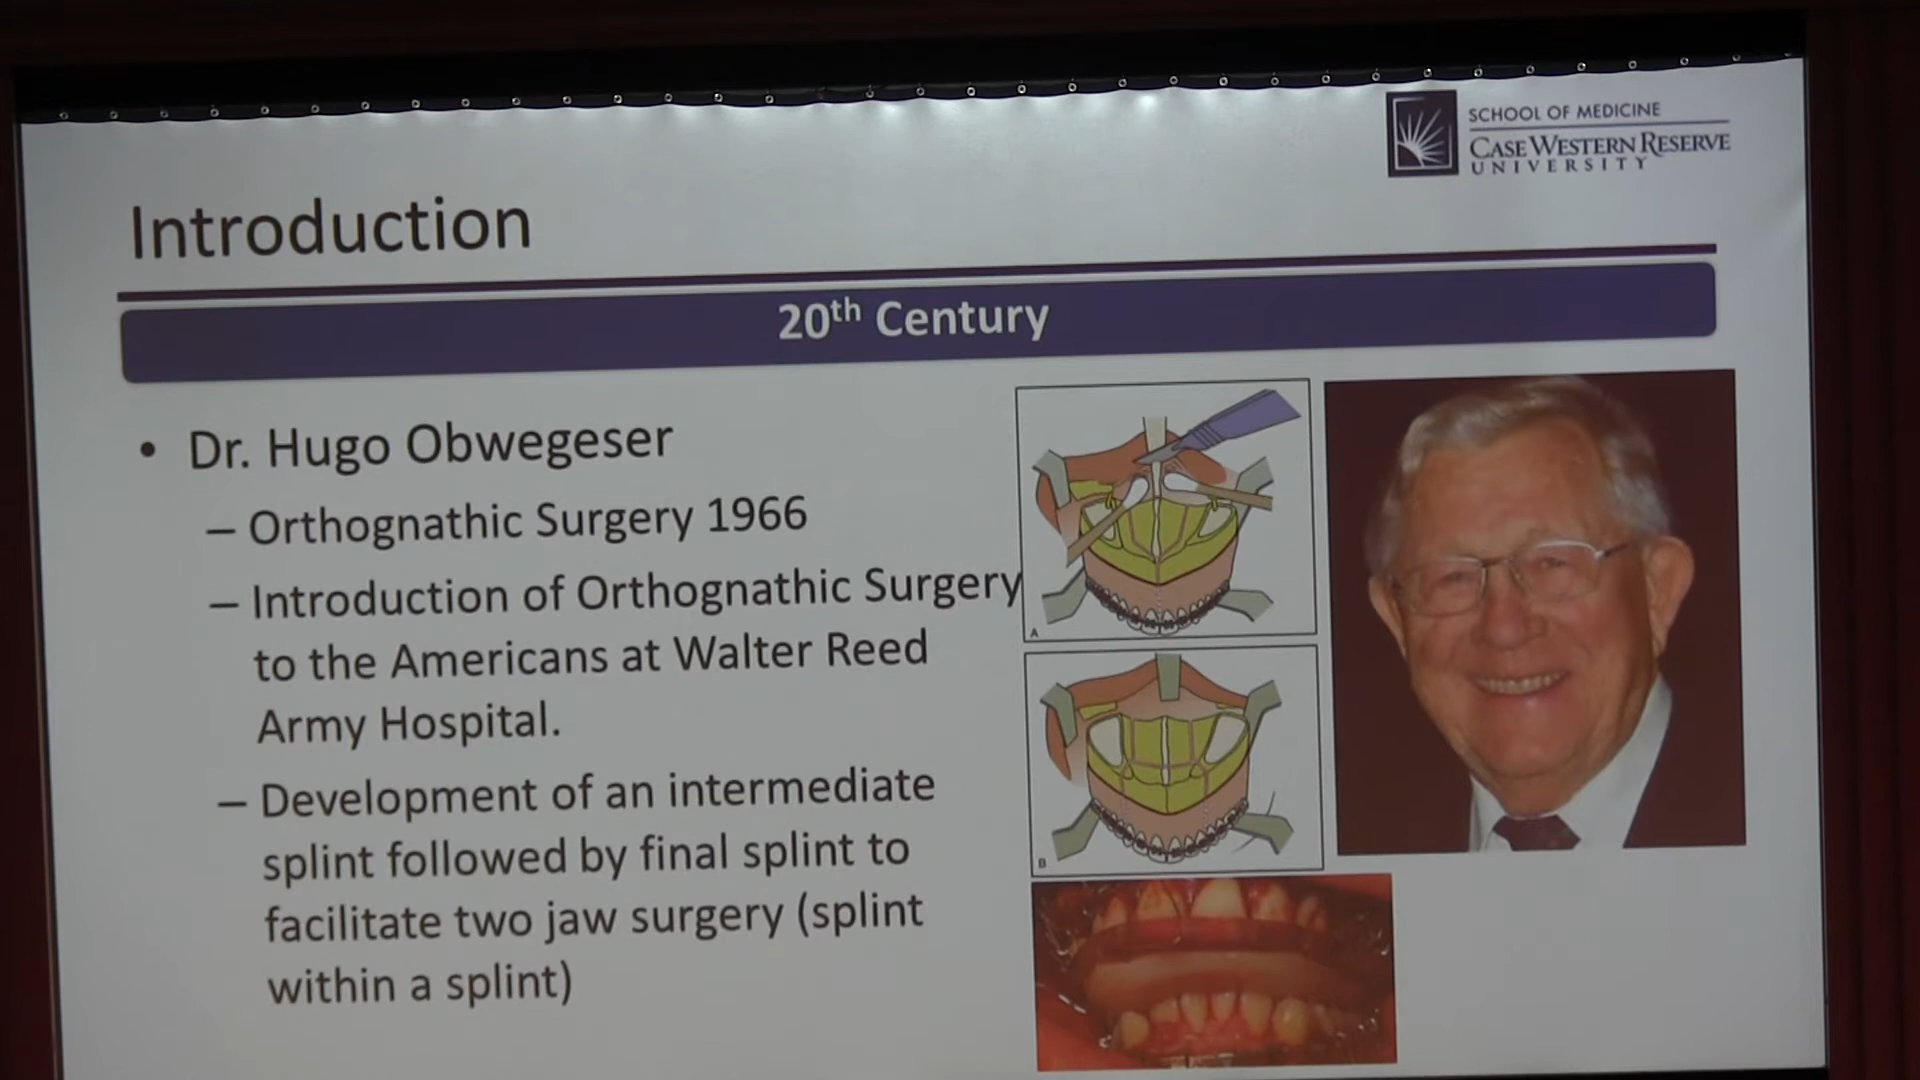 SCHOOL OF MEDICINE
CASE WESTERN RESERVE
UNIVERSITY
Introduction
20th Century
• Dr. Hugo Obwegeser
– Orthognathic Surgery 1966
– Introduction of Orthognathic Surgery
to the Americans at Walter Reed
Army Hospital.
– Development of an intermediate
splint followed by final splint to
facilitate two jaw surgery (splint
within a splint)
A
B